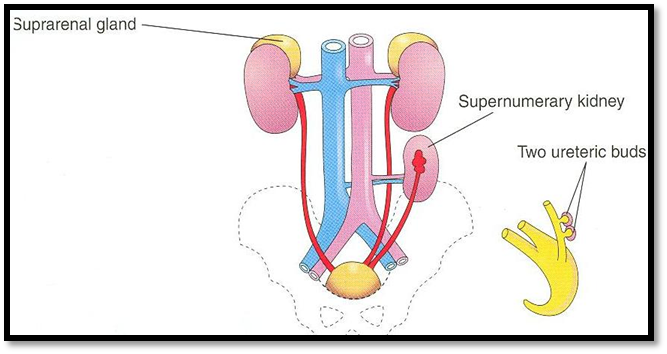 Suprarenal gland
Supernumerary kidney
Two ureteric buds